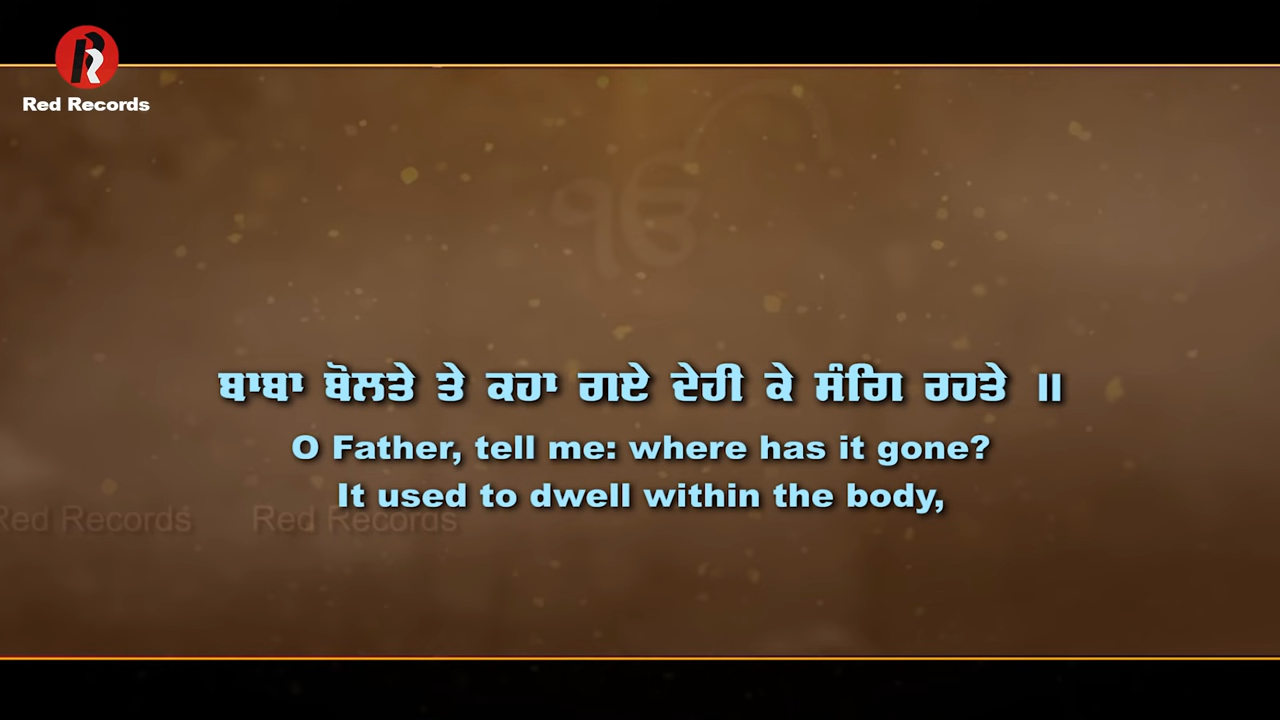 Red Records
ੴ
ਬਾਬਾ ਬੋਲਤੇ ਤੇ ਕਹਾ ਗਏ ਦੇਹੀ ਕੇ ਸੰਗਿ ਰਹਤੇ ॥
O Father, tell me: where has it gone?
It used to dwell within the body,
Red Records Red Records